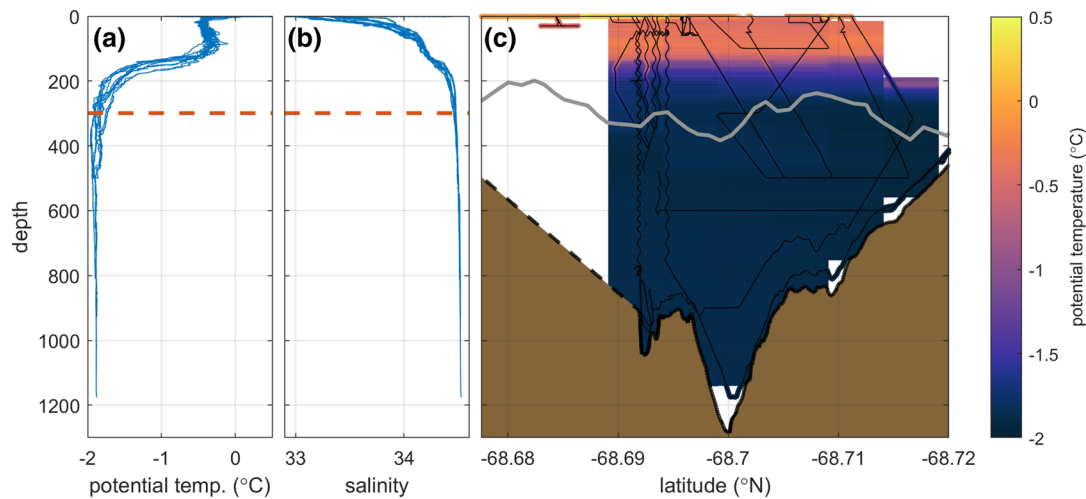 (a)
(b)
(c)
0
200
400
600
800
1000
1200
depth
-2 -1 0
potential temp. (°C)
33 34
salinity
-68.68 -68.69 -68.7 -68.71 -68.72
latitude (°N)
0.5
0
-0.5
-1
-1.5
-2
potential temperature (°C)